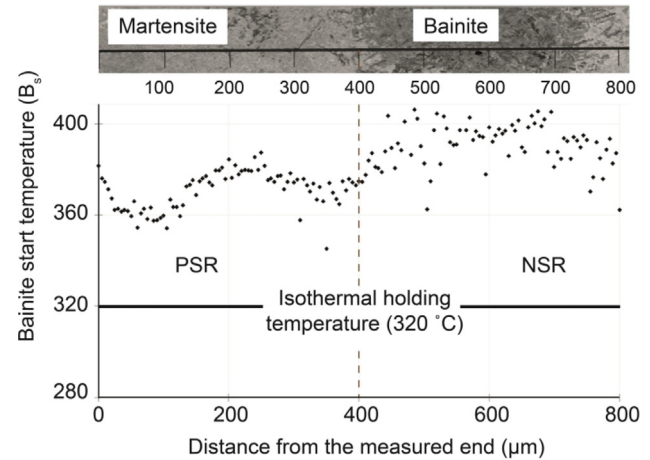 Martensite
Bainite
100 200 300 400 500 600 700 800
Bainite start temperature (Bs)
400
360
320
280
PSR
NSR
Isothermal holding
temperature (320 ˚C)
0 200 400 600 800
Distance from the measured end (µm)